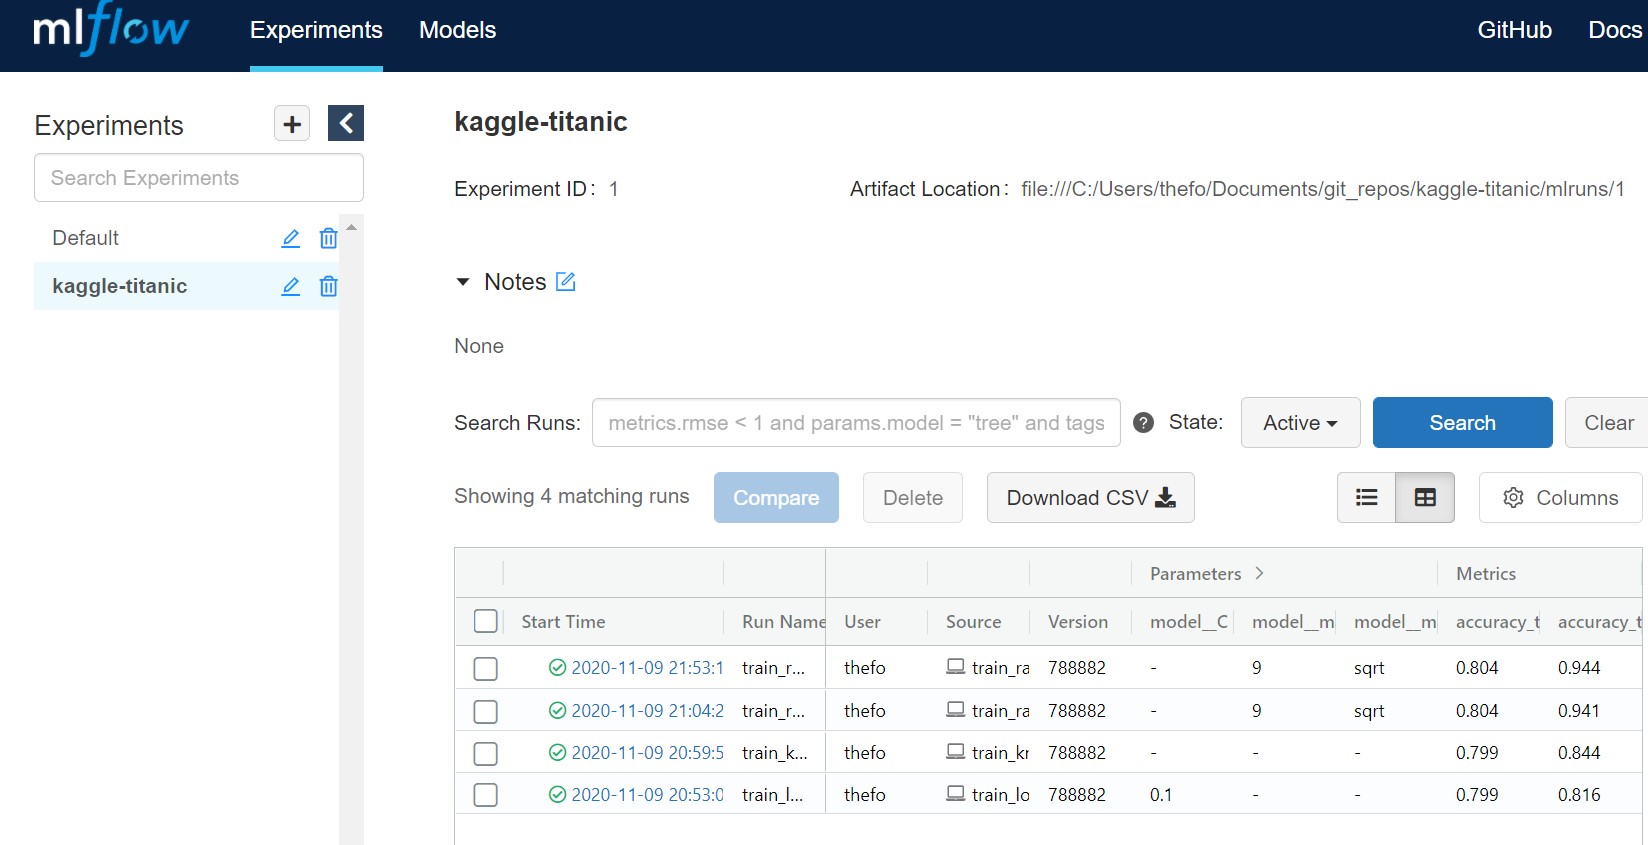 mlflow Experiments Models GitHub Docs
Experiments
Search Experiments
Default
kaggle-titanic
kaggle-titanic
Experiment ID: 1 Artifact Location: file:///C:/Users/thefo/Documents/git_repos/kaggle-titanic/mlruns/1
Notes
None
Search Runs: metrics.rmse < 1 and params.model = "tree" and tags ? State: Active Search Clear
Showing 4 matching runs Compare Delete Download CSV Columns
Parameters > Metrics
Start Time Run Name User Source Version model__C model__m model__m accuracy_t accuracy_t
2020-11-09 21:53:1 train_r... thefo train_ra 788882 - 9 sqrt 0.804 0.944
2020-11-09 21:04:2 train_r... thefo train_ra 788882 - 9 sqrt 0.804 0.941
2020-11-09 20:59:5 train_k... thefo train_kr 788882 - - - 0.799 0.844
2020-11-09 20:53:0 train_l... thefo train_lo 788882 0.1 - - 0.799 0.816